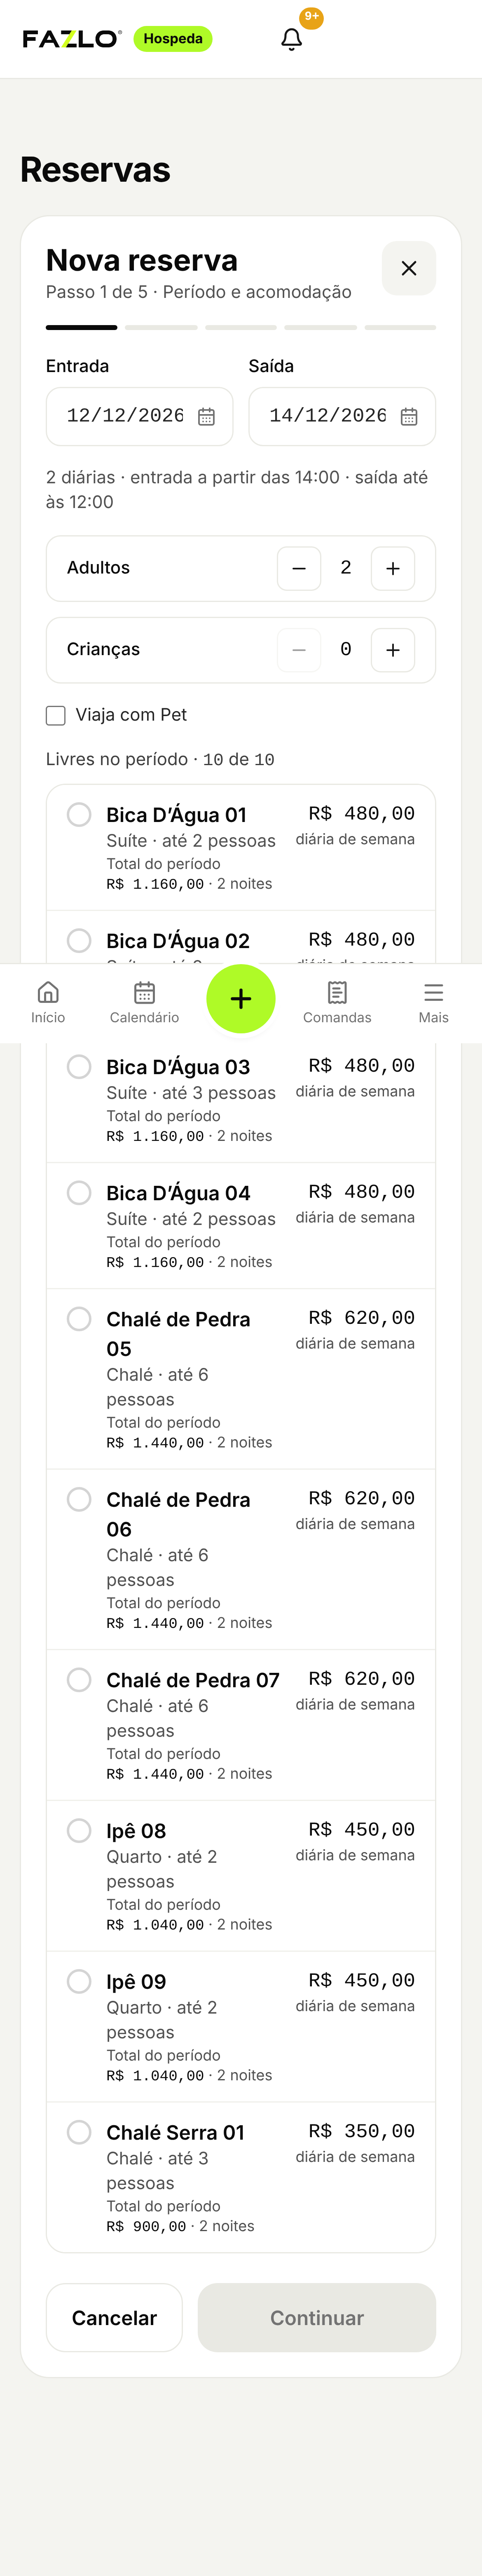 FAZLO® Hospeda 9+
Reservas
Nova reserva
Passo 1 de 5 · Período e acomodação
Entrada Saída
12/12/2026 14/12/2026
2 diárias · entrada a partir das 14:00 · saída até
às 12:00
Adultos − 2 +
Crianças − 0 +
Viaja com Pet
Livres no período · 10 de 10
Bica D’Água 01 R$ 480,00
Suíte · até 2 pessoas diária de semana
Total do período
R$ 1.160,00 · 2 noites
Bica D’Água 02 R$ 480,00
Início Calendário + Comandas Mais
Bica D’Água 03 R$ 480,00
Suíte · até 3 pessoas diária de semana
Total do período
R$ 1.160,00 · 2 noites
Bica D’Água 04 R$ 480,00
Suíte · até 2 pessoas diária de semana
Total do período
R$ 1.160,00 · 2 noites
Chalé de Pedra R$ 620,00
05 diária de semana
Chalé · até 6
pessoas
Total do período
R$ 1.440,00 · 2 noites
Chalé de Pedra R$ 620,00
06 diária de semana
Chalé · até 6
pessoas
Total do período
R$ 1.440,00 · 2 noites
Chalé de Pedra 07 R$ 620,00
Chalé · até 6 diária de semana
pessoas
Total do período
R$ 1.440,00 · 2 noites
Ipê 08 R$ 450,00
Quarto · até 2 diária de semana
pessoas
Total do período
R$ 1.040,00 · 2 noites
Ipê 09 R$ 450,00
Quarto · até 2 diária de semana
pessoas
Total do período
R$ 1.040,00 · 2 noites
Chalé Serra 01 R$ 350,00
Chalé · até 3 diária de semana
pessoas
Total do período
R$ 900,00 · 2 noites
Cancelar Continuar